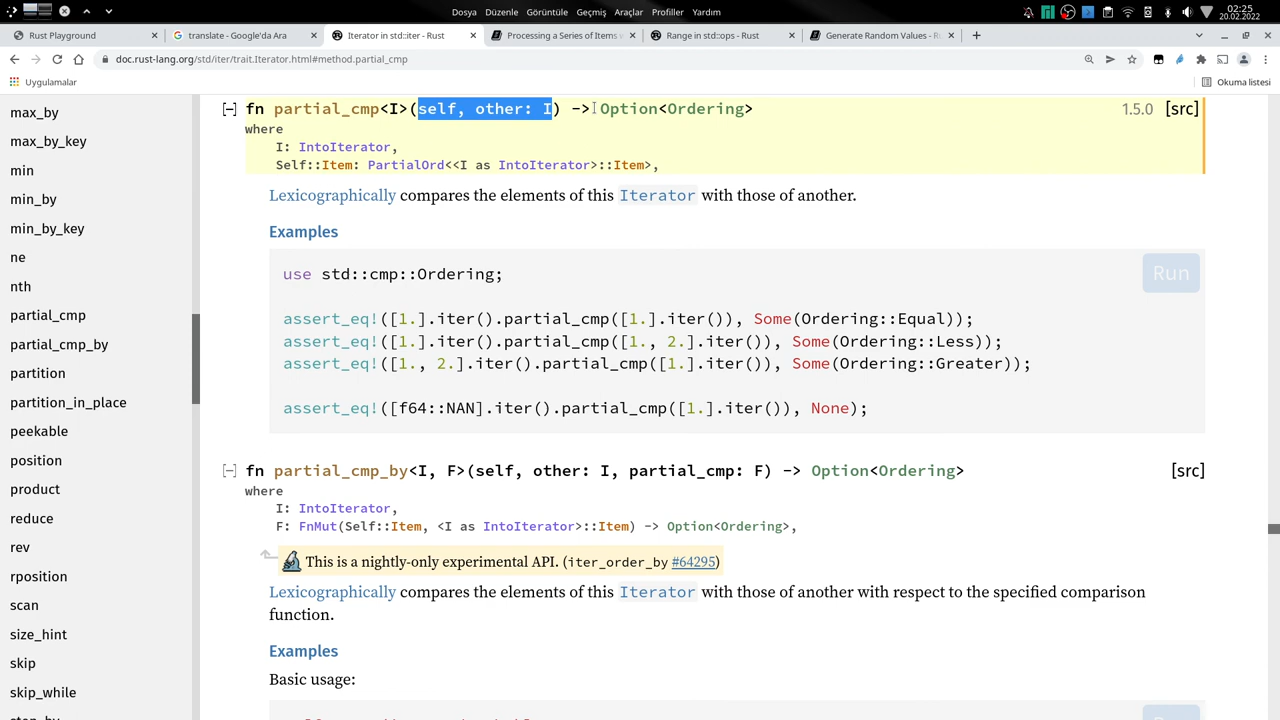 Dosya Düzenle Görüntüle Geçmiş Araçlar Profiller Yardım
02:25
20.02.2022
Rust Playground
translate - Google'da Ara
Iterator in std::iter - Rust
Processing a Series of Items w
Range in std::ops - Rust
Generate Random Values - R
doc.rust-lang.org/std/iter/trait.Iterator.html#method.partial_cmp
Uygulamalar
Okuma listesi
max_by
max_by_key
min
min_by
min_by_key
ne
nth
partial_cmp
partial_cmp_by
partition
partition_in_place
peekable
position
product
reduce
rev
rposition
scan
size_hint
skip
skip_while
[-] fn partial_cmp<I>(self, other: I) -> Option<Ordering> 1.5.0 [src]
where
I: IntoIterator,
Self::Item: PartialOrd<<I as IntoIterator>::Item>,
Lexicographically compares the elements of this Iterator with those of another.
Examples
Run
use std::cmp::Ordering;
assert_eq!([1.].iter().partial_cmp([1.].iter()), Some(Ordering::Equal));
assert_eq!([1.].iter().partial_cmp([1., 2.].iter()), Some(Ordering::Less));
assert_eq!([1., 2.].iter().partial_cmp([1.].iter()), Some(Ordering::Greater));
assert_eq!([f64::NAN].iter().partial_cmp([1.].iter()), None);
[-] fn partial_cmp_by<I, F>(self, other: I, partial_cmp: F) -> Option<Ordering> [src]
where
I: IntoIterator,
F: FnMut(Self::Item, <I as IntoIterator>::Item) -> Option<Ordering>,
This is a nightly-only experimental API. (iter_order_by #64295)
Lexicographically compares the elements of this Iterator with those of another with respect to the specified comparison
function.
Examples
Basic usage: